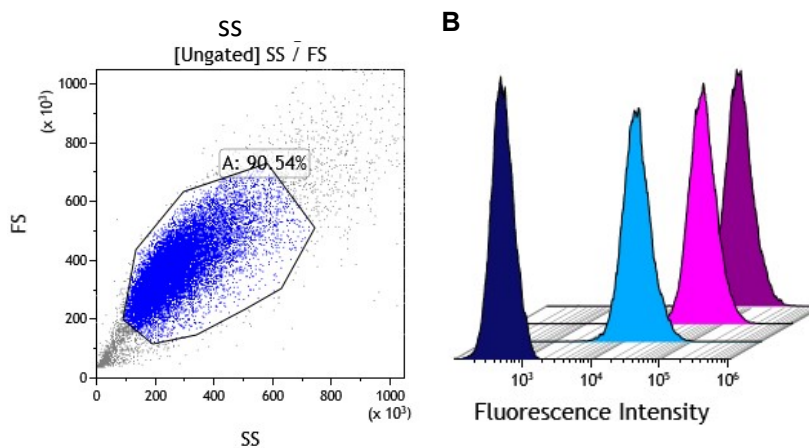 SS
[Ungated] SS / FS
1000
(x 10³)
800
600
400
200
0
FS
A: 90.54%
0
200
400
600
800
1000
(x 10³)
SS
B
10³
10⁴
10⁵
10⁶
Fluorescence Intensity